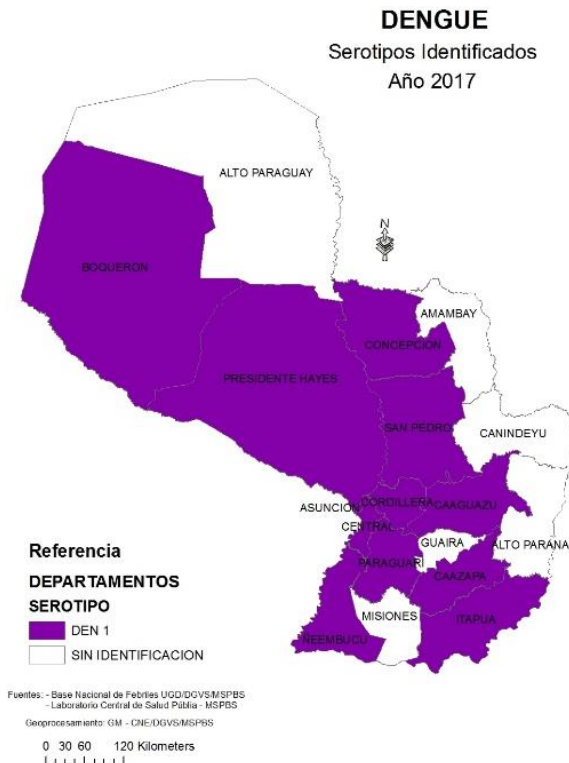 DENGUE
Serotipos Identificados
Año 2017
ALTO PARAGUAY
N
BOQUERON
AMAMBAY
CONCEPCION
PRESIDENTE HAYES
SAN PEDRO
CANINDEYU
ASUNCION
CORDILLERA
CAAGUAZU
CENTRAL
GUAIRA
ALTO PARANA
PARAGUARI
CAAZAPA
MISIONES
ITAPUA
ÑEEMBUCU
Referencia
DEPARTAMENTOS
SEROTIPO
DEN 1
SIN IDENTIFICACION
Fuentes: - Base Nacional de Febriles UGD/DGVS/MSPBS
- Laboratorio Central de Salud Públia - MSPBS
Geoprocesamiento: GM - CNE/DGVS/MSPBS
0 30 60 120 Kilometers